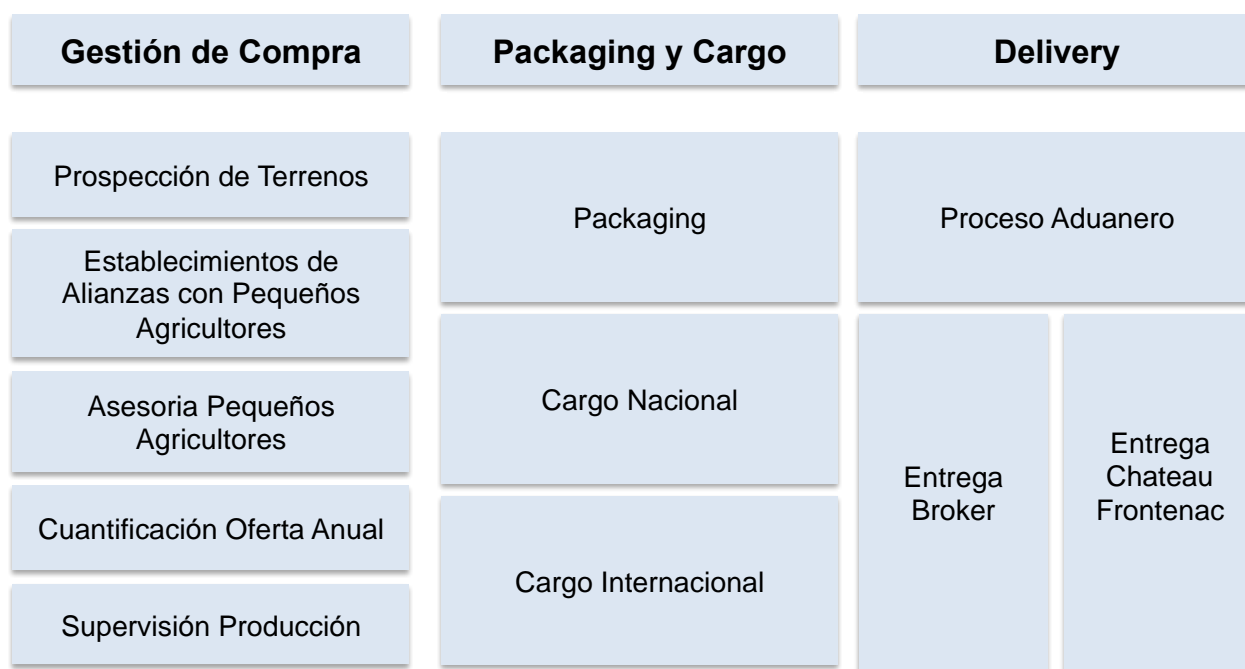 Gestión de Compra
Packaging y Cargo
Delivery
Prospección de Terrenos
Establecimientos de
Alianzas con Pequeños
Agricultores
Asesoria Pequeños
Agricultores
Cuantificación Oferta Anual
Supervisión Producción
Packaging
Cargo Nacional
Cargo Internacional
Proceso Aduanero
Entrega
Broker
Entrega
Chateau
Frontenac